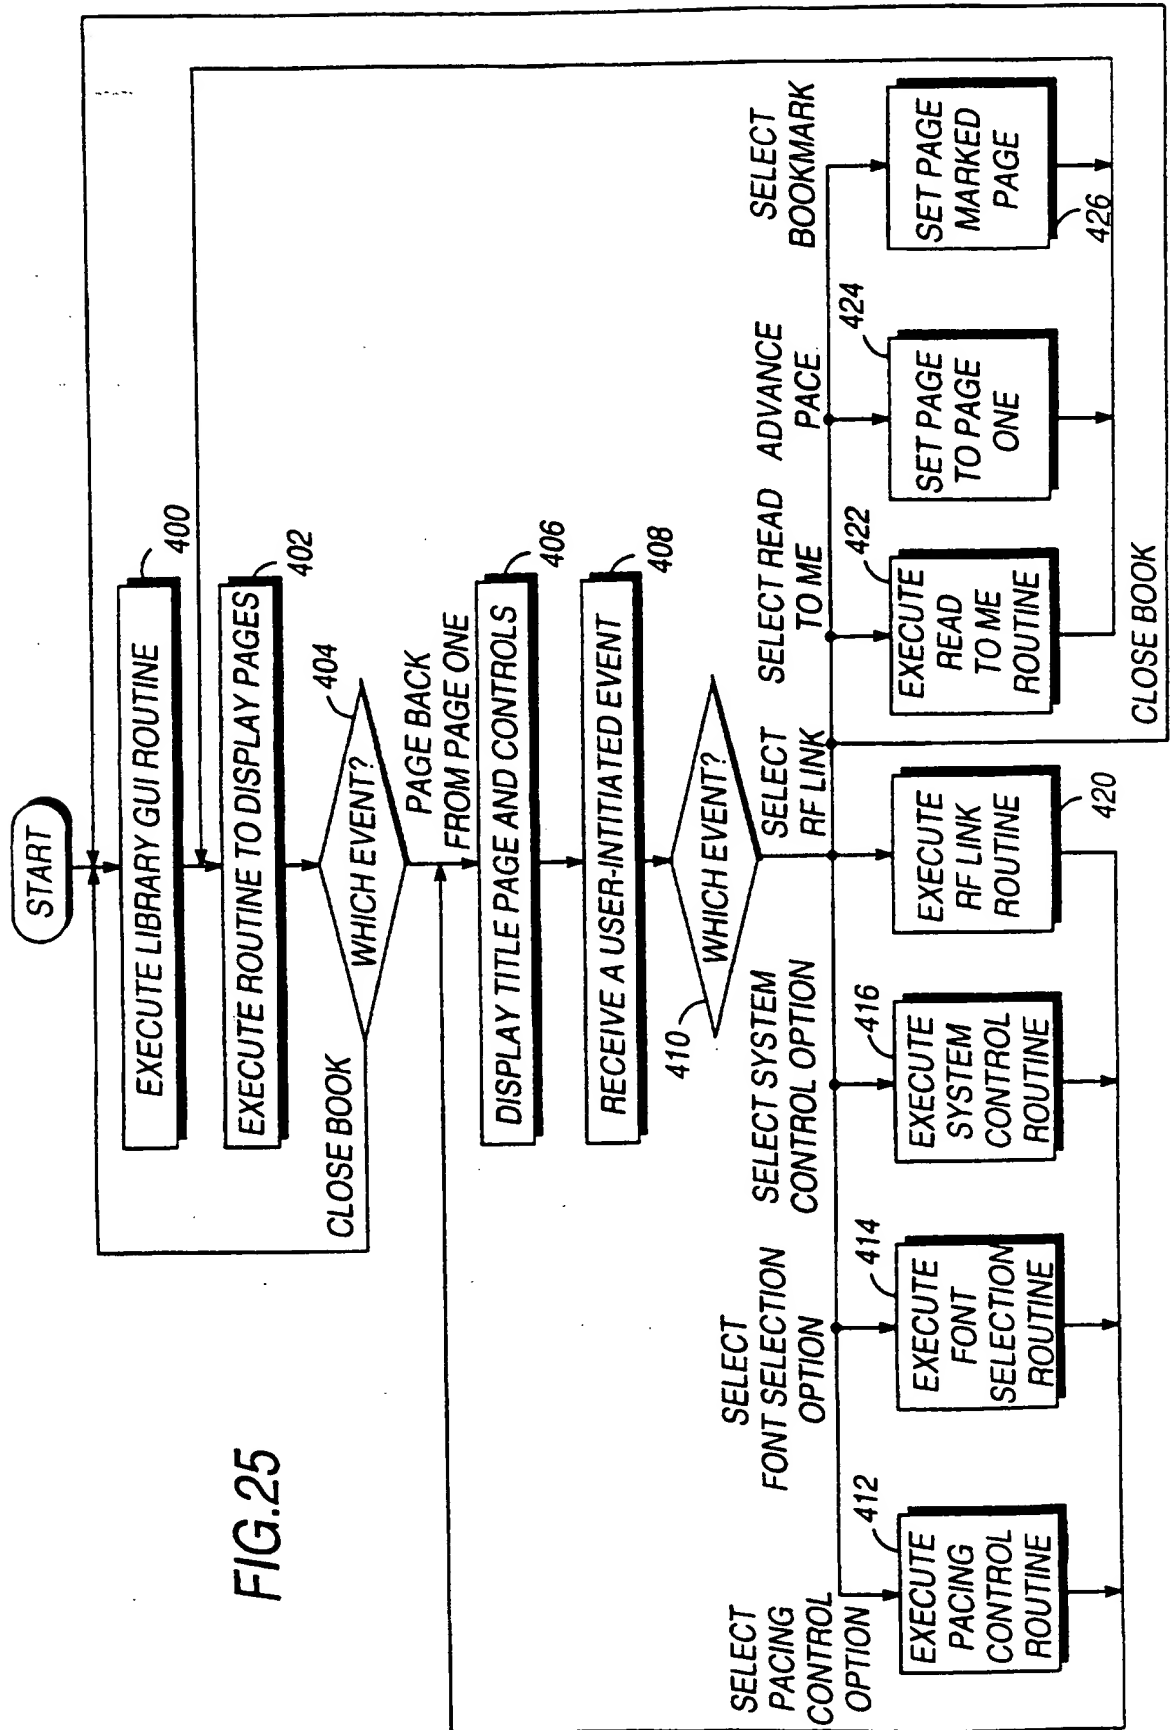 FIG.25
START
EXECUTE LIBRARY GUI ROUTINE
400
EXECUTE ROUTINE TO DISPLAY PAGES
402
WHICH EVENT?
404
CLOSE BOOK
PAGE BACK
FROM PAGE ONE
DISPLAY TITLE PAGE AND CONTROLS
406
RECEIVE A USER-INTITIATED EVENT
408
WHICH EVENT?
410
SELECT
PACING
CONTROL
OPTION
SELECT
FONT SELECTION
OPTION
SELECT SYSTEM
CONTROL OPTION
SELECT
RF LINK
SELECT READ
TO ME
ADVANCE
PACE
SELECT
BOOKMARK
412
EXECUTE
PACING
CONTROL
ROUTINE
414
EXECUTE
FONT
SELECTION
ROUTINE
416
EXECUTE
SYSTEM
CONTROL
ROUTINE
EXECUTE
RF LINK
ROUTINE
420
422
EXECUTE
READ
TO ME
ROUTINE
424
SET PAGE
TO PAGE
ONE
SET PAGE
MARKED
PAGE
426
CLOSE BOOK